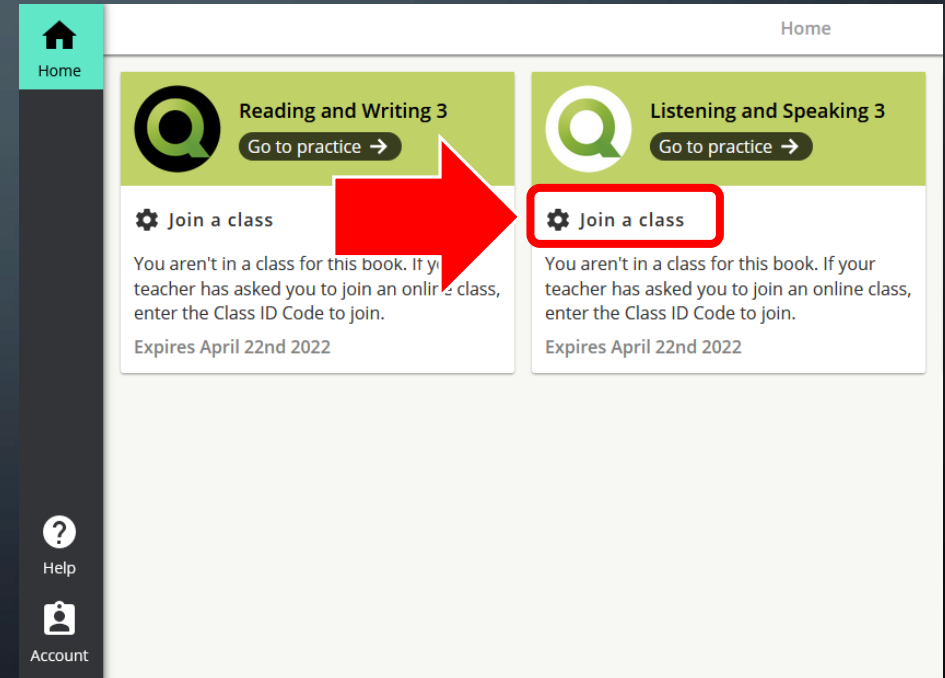 Home
Home
Reading and Writing 3
Go to practice
Join a class
You aren't in a class for this book. If
teacher has asked you to join an online class,
enter the Class ID Code to join.
Expires April 22nd 2022
Listening and Speaking 3
Go to practice
Join a class
You aren't in a class for this book. If your
teacher has asked you to join an online class,
enter the Class ID Code to join.
Expires April 22nd 2022
Help
Account